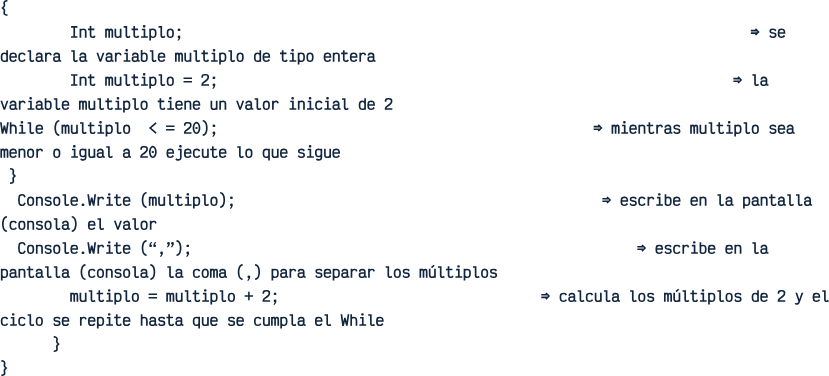 {
Int multiplo; ⇒ se
declara la variable multiplo de tipo entera
Int multiplo = 2; ⇒ la
variable multiplo tiene un valor inicial de 2
While (multiplo < = 20); ⇒ mientras multiplo sea
menor o igual a 20 ejecute lo que sigue
}
Console.Write (multiplo); ⇒ escribe en la pantalla
(consola) el valor
Console.Write (“,”); ⇒ escribe en la
pantalla (consola) la coma (,) para separar los múltiplos
multiplo = multiplo + 2; ⇒ calcula los múltiplos de 2 y el
ciclo se repite hasta que se cumpla el While
}
}